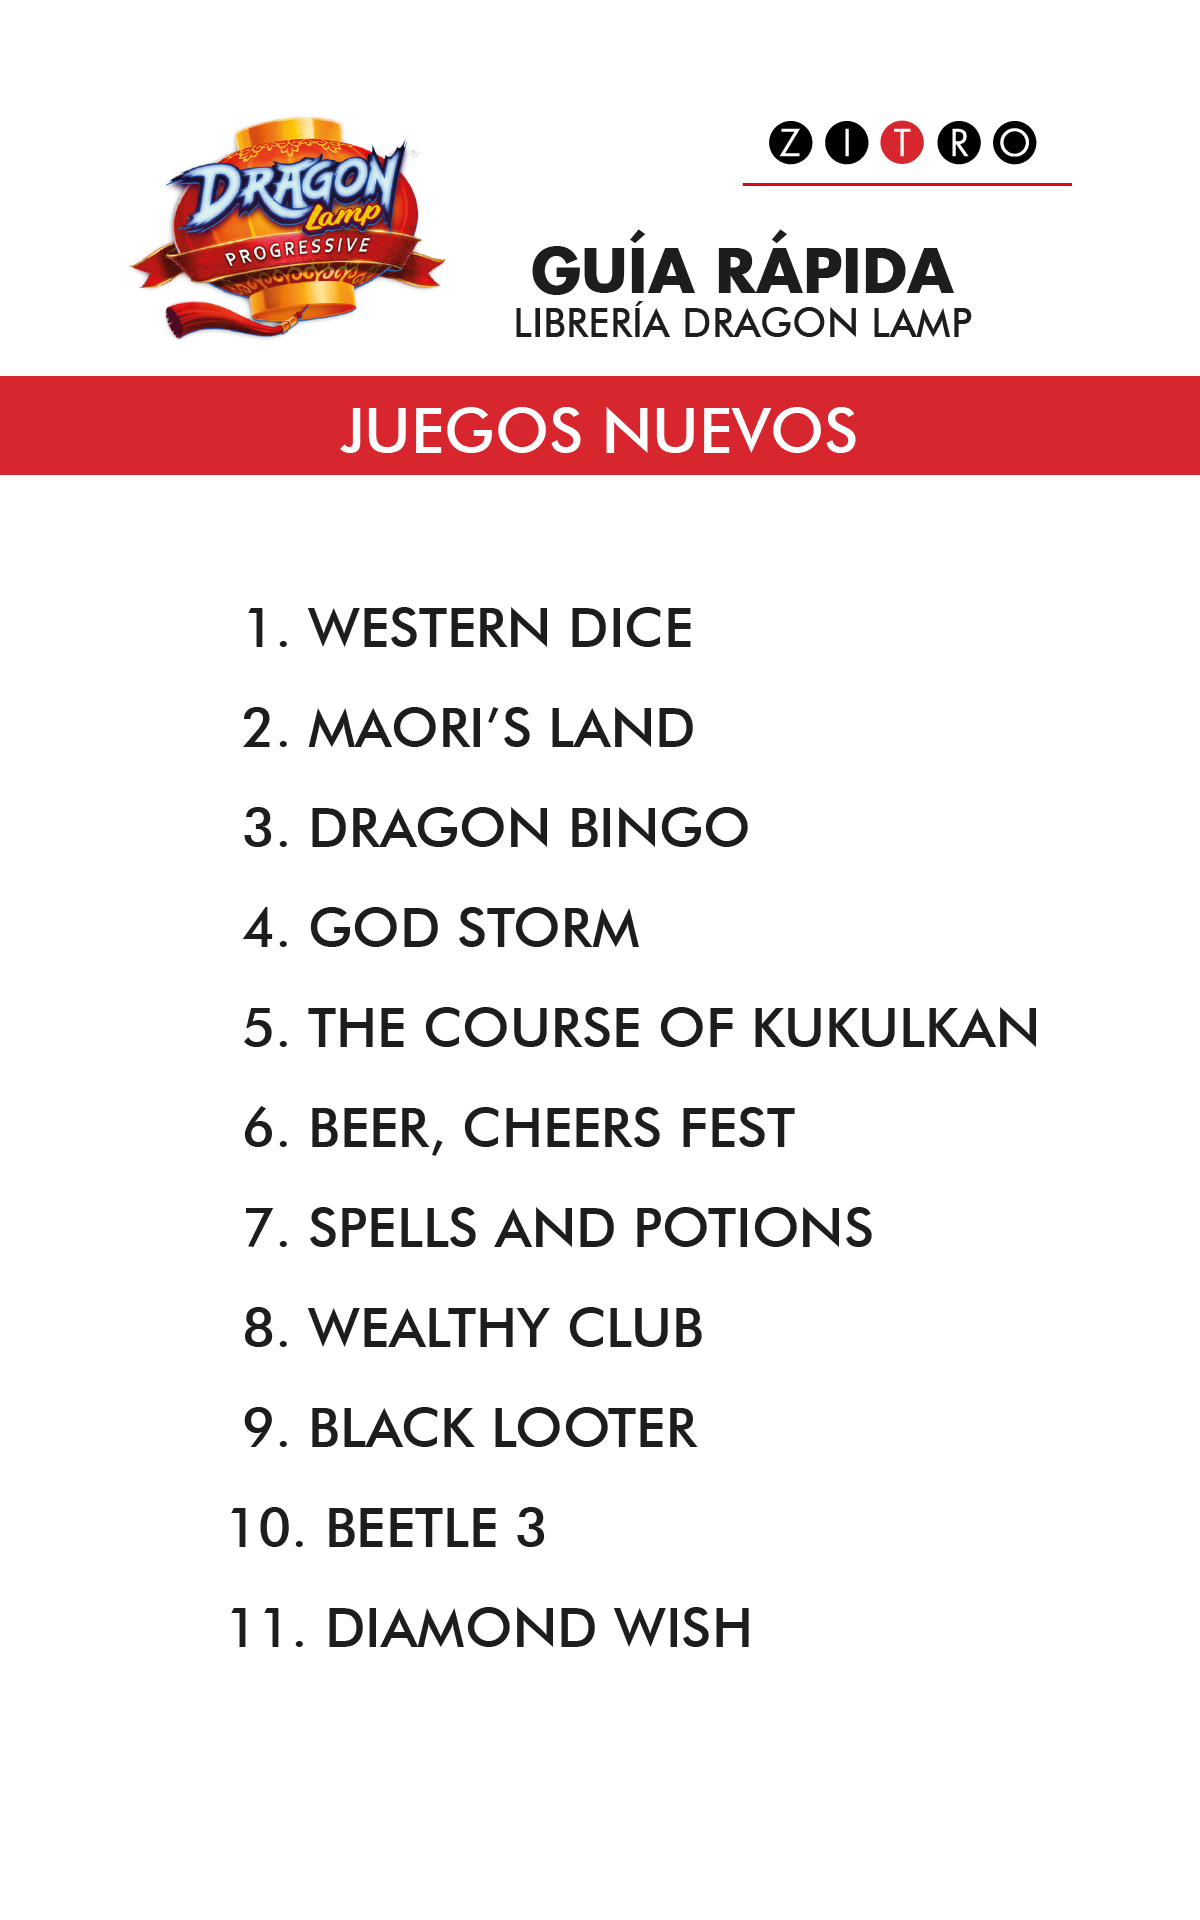 DRAGON
Lamp
PROGRESSIVE
ZITRO
GUÍA RÁPIDA
LIBRERÍA DRAGON LAMP
JUEGOS NUEVOS
1. WESTERN DICE
2. MAORI’S LAND
3. DRAGON BINGO
4. GOD STORM
5. THE COURSE OF KUKULKAN
6. BEER, CHEERS FEST
7. SPELLS AND POTIONS
8. WEALTHY CLUB
9. BLACK LOOTER
10. BEETLE 3
11. DIAMOND WISH